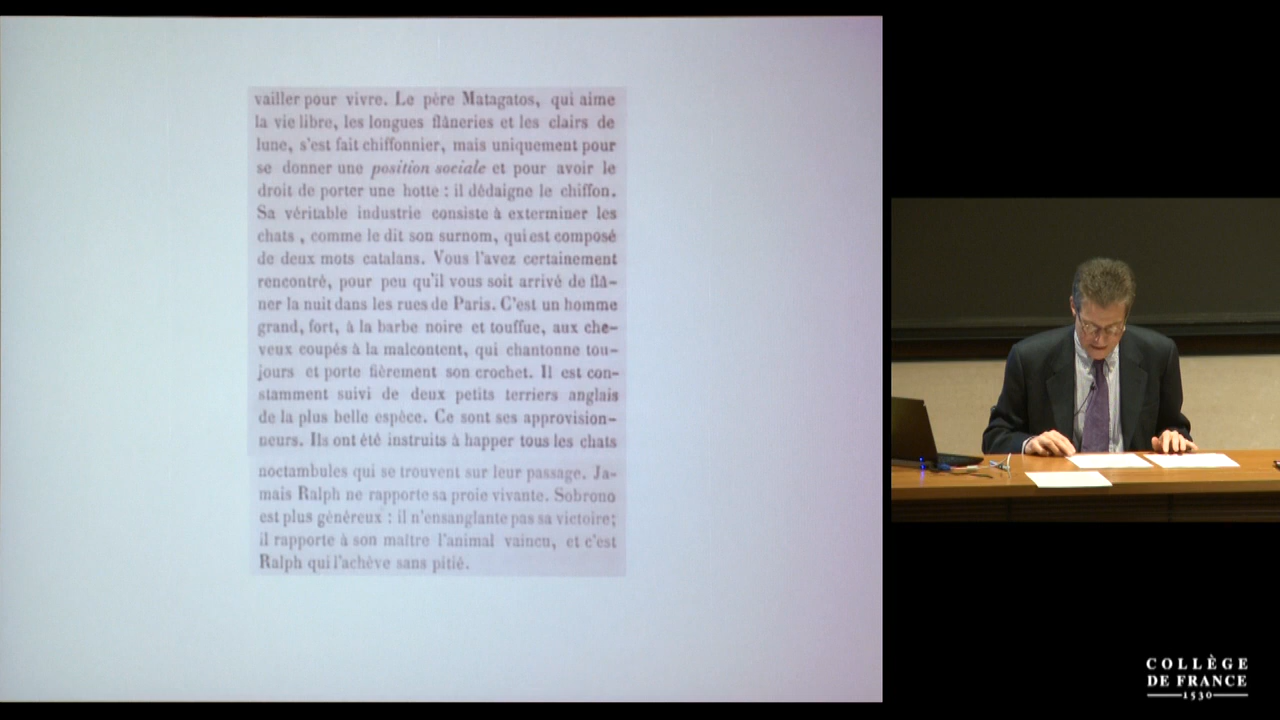 vailler pour vivre. Le père Matagatos, qui aime
la vie libre, les longues flâneries et les clairs de
lune, s'est fait chiffonnier, mais uniquement pour
se donner une position sociale et pour avoir le
droit de porter une hotte : il dédaigne le chiffon.
Sa véritable industrie consiste à exterminer les
chats , comme le dit son surnom, qui est composé
de deux mots catalans. Vous l'avez certainement
rencontré, pour peu qu'il vous soit arrivé de flâ-
ner la nuit dans les rues de Paris. C'est un homme
grand, fort, à la barbe noire et touffue, aux che-
veux coupés à la malcontent, qui chantonne tou-
jours et porte fièrement son crochet. Il est con-
stamment suivi de deux petits terriers anglais
de la plus belle espèce. Ce sont ses approvision-
neurs. Ils ont été instruits à happer tous les chats
noctambules qui se trouvent sur leur passage. Ja-
mais Ralph ne rapporte sa proie vivante. Sobrono
est plus généreux : il n'ensanglante pas sa victoire;
il rapporte à son maître l'animal vaincu, et c'est
Ralph qui l'achève sans pitié.
COLLÈGE
DE FRANCE
1530